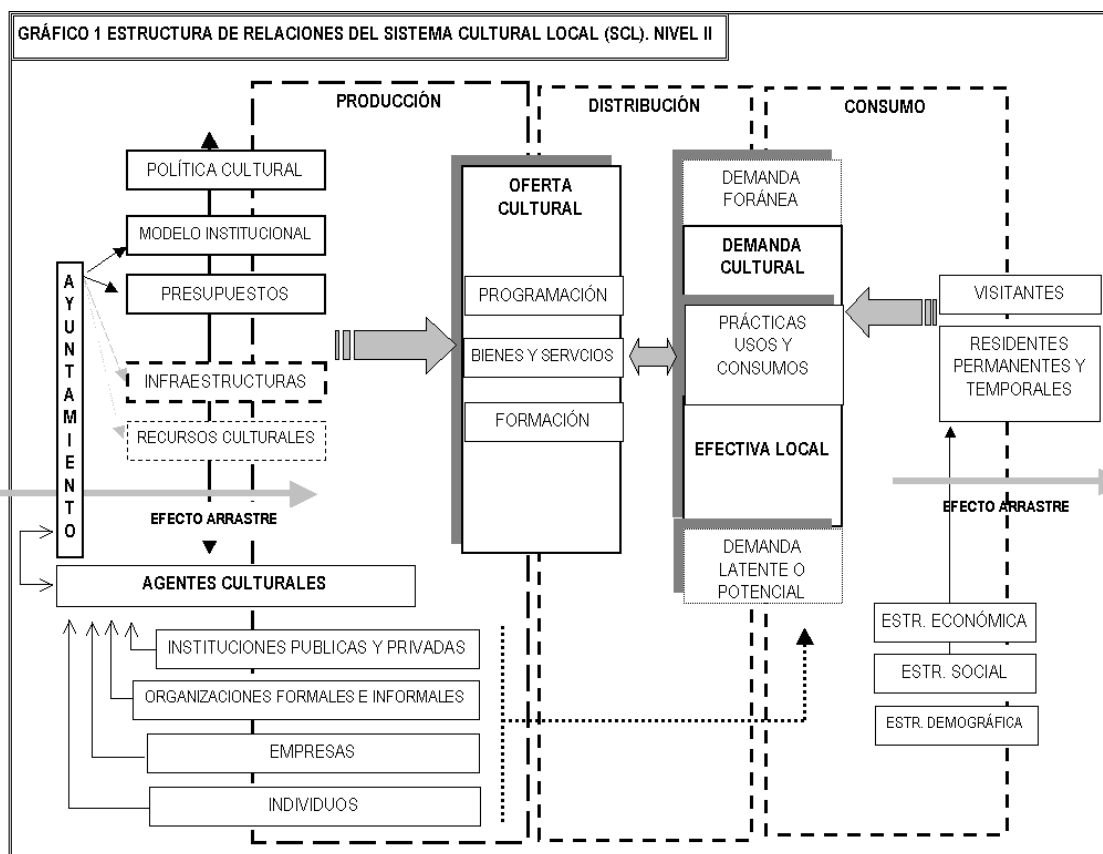 GRÁFICO 1 ESTRUCTURA DE RELACIONES DEL SISTEMA CULTURAL LOCAL (SCL). NIVEL II
PRODUCCIÓN
DISTRIBUCIÓN
CONSUMO
POLÍTICA CULTURAL
MODELO INSTITUCIONAL
PRESUPUESTOS
INFRAESTRUCTURAS
RECURSOS CULTURALES
AYUNTAMIENTO
EFECTO ARRASTRE
AGENTES CULTURALES
INSTITUCIONES PUBLICAS Y PRIVADAS
ORGANIZACIONES FORMALES E INFORMALES
EMPRESAS
INDIVIDUOS
OFERTA
CULTURAL
PROGRAMACIÓN
BIENES Y SERVCIOS
FORMACIÓN
DEMANDA
FORÁNEA
DEMANDA
CULTURAL
PRÁCTICAS
USOS Y
CONSUMOS
EFECTIVA LOCAL
DEMANDA
LATENTE O
POTENCIAL
VISITANTES
RESIDENTES
PERMANENTES Y
TEMPORALES
EFECTO ARRASTRE
ESTR. ECONÓMICA
ESTR. SOCIAL
ESTR. DEMOGRÁFICA